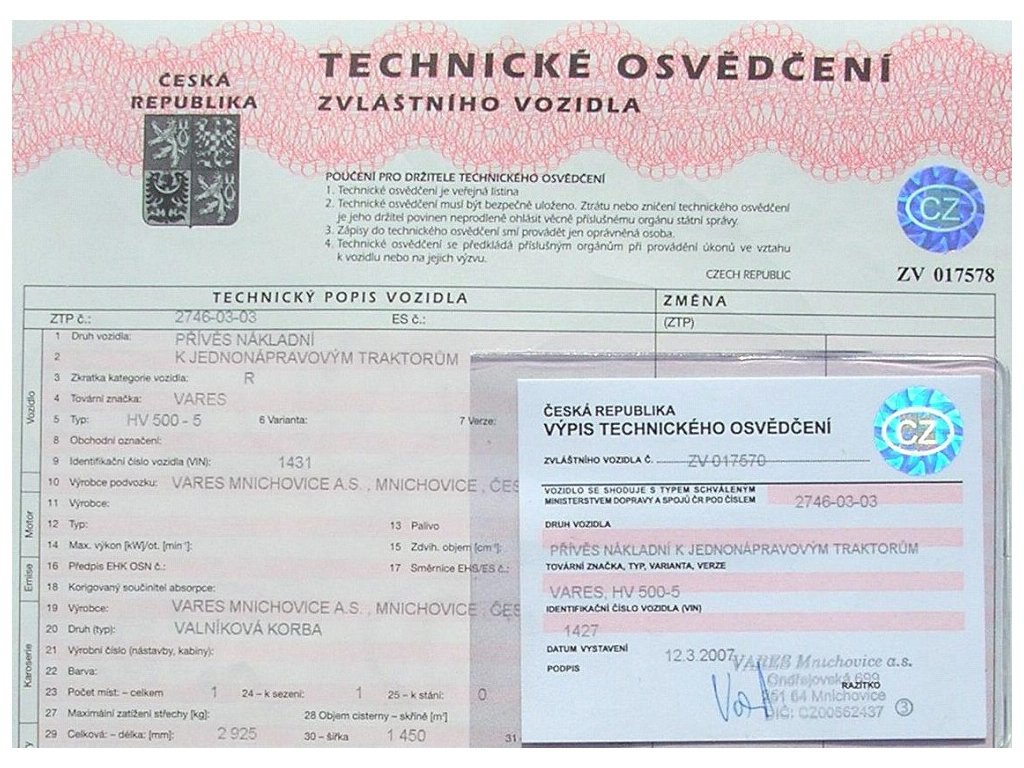 ČESKÁ
REPUBLIKA
TECHNICKÉ OSVĚDČENÍ
ZVLÁŠTNÍHO VOZIDLA
POUČENÍ PRO DRŽITELE TECHNICKÉHO OSVĚDČENÍ
1. Technické osvědčení je veřejná listina
2. Technické osvědčení musí být bezpečně uloženo. Ztrátu nebo zničení technického osvědčení
je jeho držitel povinen neprodleně ohlásit věcně příslušnému orgánu státní správy.
3. Zápisy do technického osvědčení smí provádět jen oprávněná osoba.
4. Technické osvědčení se předkládá příslušným orgánům při provádění úkonů ve vztahu
k vozidlu nebo na jejich výzvu.
CZECH REPUBLIC
CZ
ZV 017578
TECHNICKÝ POPIS VOZIDLA
ZMĚNA
ZTP č.: 2746-03-03 ES č.:
(ZTP)
Vozidlo
1 Druh vozidla: PŘÍVĚS NÁKLADNÍ
2 K JEDNONÁPRAVOVÝM TRAKTORŮM
3 Zkratka kategorie vozidla: R
4 Tovární značka: VARES
5 Typ: HV 500 - 5 6 Varianta: 7 Verze:
8 Obchodní označení:
9 Identifikační číslo vozidla (VIN): 1431
10 Výrobce podvozku: VARES MNICHOVICE A.S. , MNICHOVICE , ČES
Motor
11 Výrobce:
12 Typ: 13 Palivo
14 Max. výkon [kW]/ot. [min⁻¹]: 15 Zdvih. objem [cm³]:
Emise
16 Předpis EHK OSN č.: 17 Směrnice EHS/ES č.:
18 Korigovaný součinitel absorpce:
Karoserie
19 Výrobce: VARES MNICHOVICE A.S. , MNICHOVICE , ČES
20 Druh (typ): VALNÍKOVÁ KORBA
21 Výrobní číslo (nástavby, kabiny):
22 Barva:
23 Počet míst: – celkem 1 24 – k sezení: 1 25 – k stání: 0
27 Maximální zatížení střechy [kg]: 28 Objem cisterny – skříně [m³]
29 Celková: – délka: [mm]: 2 925 30 – šířka 1 450 31
ČESKÁ REPUBLIKA
VÝPIS TECHNICKÉHO OSVĚDČENÍ
CZ
ZVLÁŠTNÍHO VOZIDLA Č. ZV 017570
VOZIDLO SE SHODUJE S TYPEM SCHVÁLENÝM
MINISTERSTVEM DOPRAVY A SPOJŮ ČR POD ČÍSLEM 2746-03-03
DRUH VOZIDLA
PŘÍVĚS NÁKLADNÍ K JEDNONÁPRAVOVÝM TRAKTORŮM
TOVÁRNÍ ZNAČKA, TYP, VARIANTA, VERZE
VARES, HV 500-5
IDENTIFIKAČNÍ ČÍSLO VOZIDLA (VIN)
1427
DATUM VYSTAVENÍ 12.3.2007
PODPIS
VARES Mnichovice a.s.
Ondřejovská 699
RAZÍTKO
251 64 Mnichovice
DIČ: CZ00662437 3